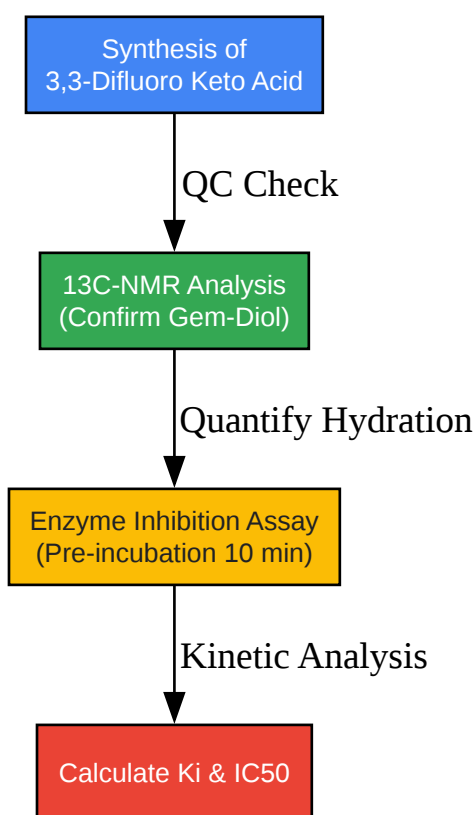 Synthesis of
3,3-Difluoro Keto Acid
QC Check
13C-NMR Analysis
(Confirm Gem-Diol)
Quantify Hydration
Enzyme Inhibition Assay
(Pre-incubation 10 min)
Kinetic Analysis
Calculate Ki & IC50